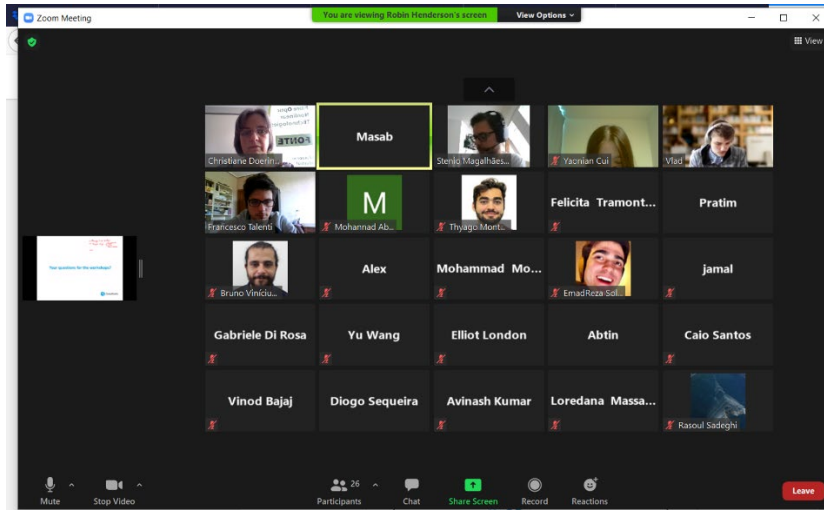 Zoom Meeting
You are viewing Robin Henderson's screen
View Options
View
FONTE
Christiane Doerin...
Masab
Stenio Magalhães...
Yaonian Cui
Vlad
Francesco Talenti
M
Mohannad Ab...
Thyago Mont...
Felicita Tramont...
Pratim
Your questions for the workshops?
Bruno Viníciu...
Alex
Mohammad Mo...
EmadReza Sol...
jamal
Gabriele Di Rosa
Yu Wang
Elliot London
Abtin
Caio Santos
Vinod Bajaj
Diogo Sequeira
Avinash Kumar
Loredana Massa...
Rasoul Sadeghi
Mute
Stop Video
26
Participants
Chat
Share Screen
Record
Reactions
Leave